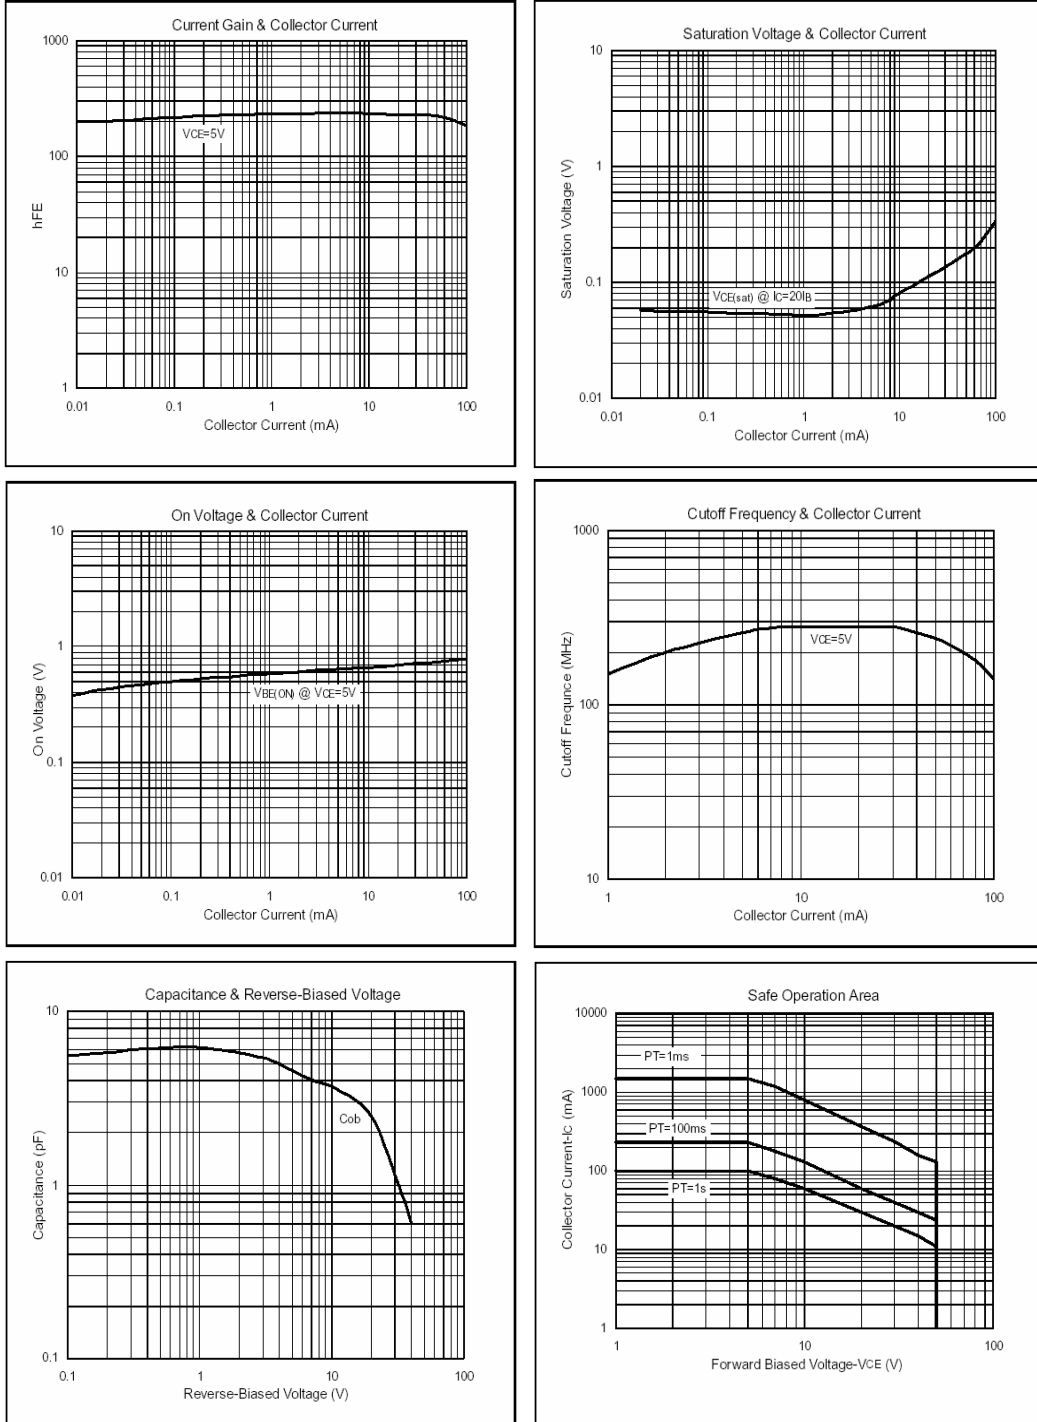 Current Gain & Collector Current
1000
100
10
1
hFE
VCE=5V
0.01 0.1 1 10 100
Collector Current (mA)
Saturation Voltage & Collector Current
10
1
0.1
0.01
Saturation Voltage (V)
VCE(sat) @ IC=20IB
0.01 0.1 1 10 100
Collector Current (mA)
On Voltage & Collector Current
10
1
0.1
0.01
On Voltage (V)
VBE(ON) @ VCE=5V
0.01 0.1 1 10 100
Collector Current (mA)
Cutoff Frequency & Collector Current
1000
100
10
Cutoff Frequnce (MHz)
VCE=5V
1 10 100
Collector Current (mA)
Capacitance & Reverse-Biased Voltage
10
1
0.1
Capacitance (pF)
Cob
0.1 1 10 100
Reverse-Biased Voltage (V)
Safe Operation Area
10000
1000
100
10
1
Collector Current-IC (mA)
PT=1ms
PT=100ms
PT=1s
1 10 100
Forward Biased Voltage-VCE (V)